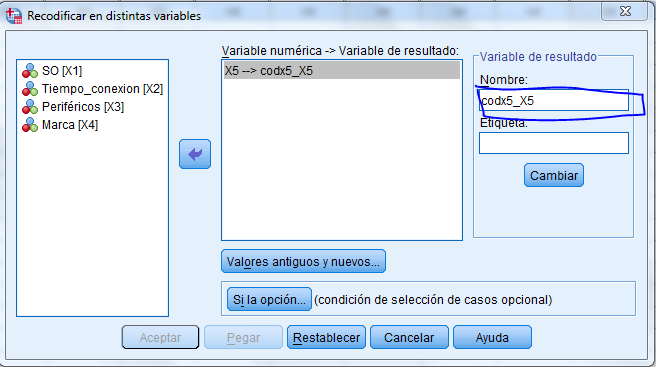 Recodificar en distintas variables
SO [X1]
Tiempo_conexion [X2]
Periféricos [X3]
Marca [X4]
Variable numérica -> Variable de resultado:
X5 --> codx5_X5
Variable de resultado
Nombre:
codx5_X5
Etiqueta:
Cambiar
Valores antiguos y nuevos...
Si la opción...
(condición de selección de casos opcional)
Aceptar
Pegar
Restablecer
Cancelar
Ayuda